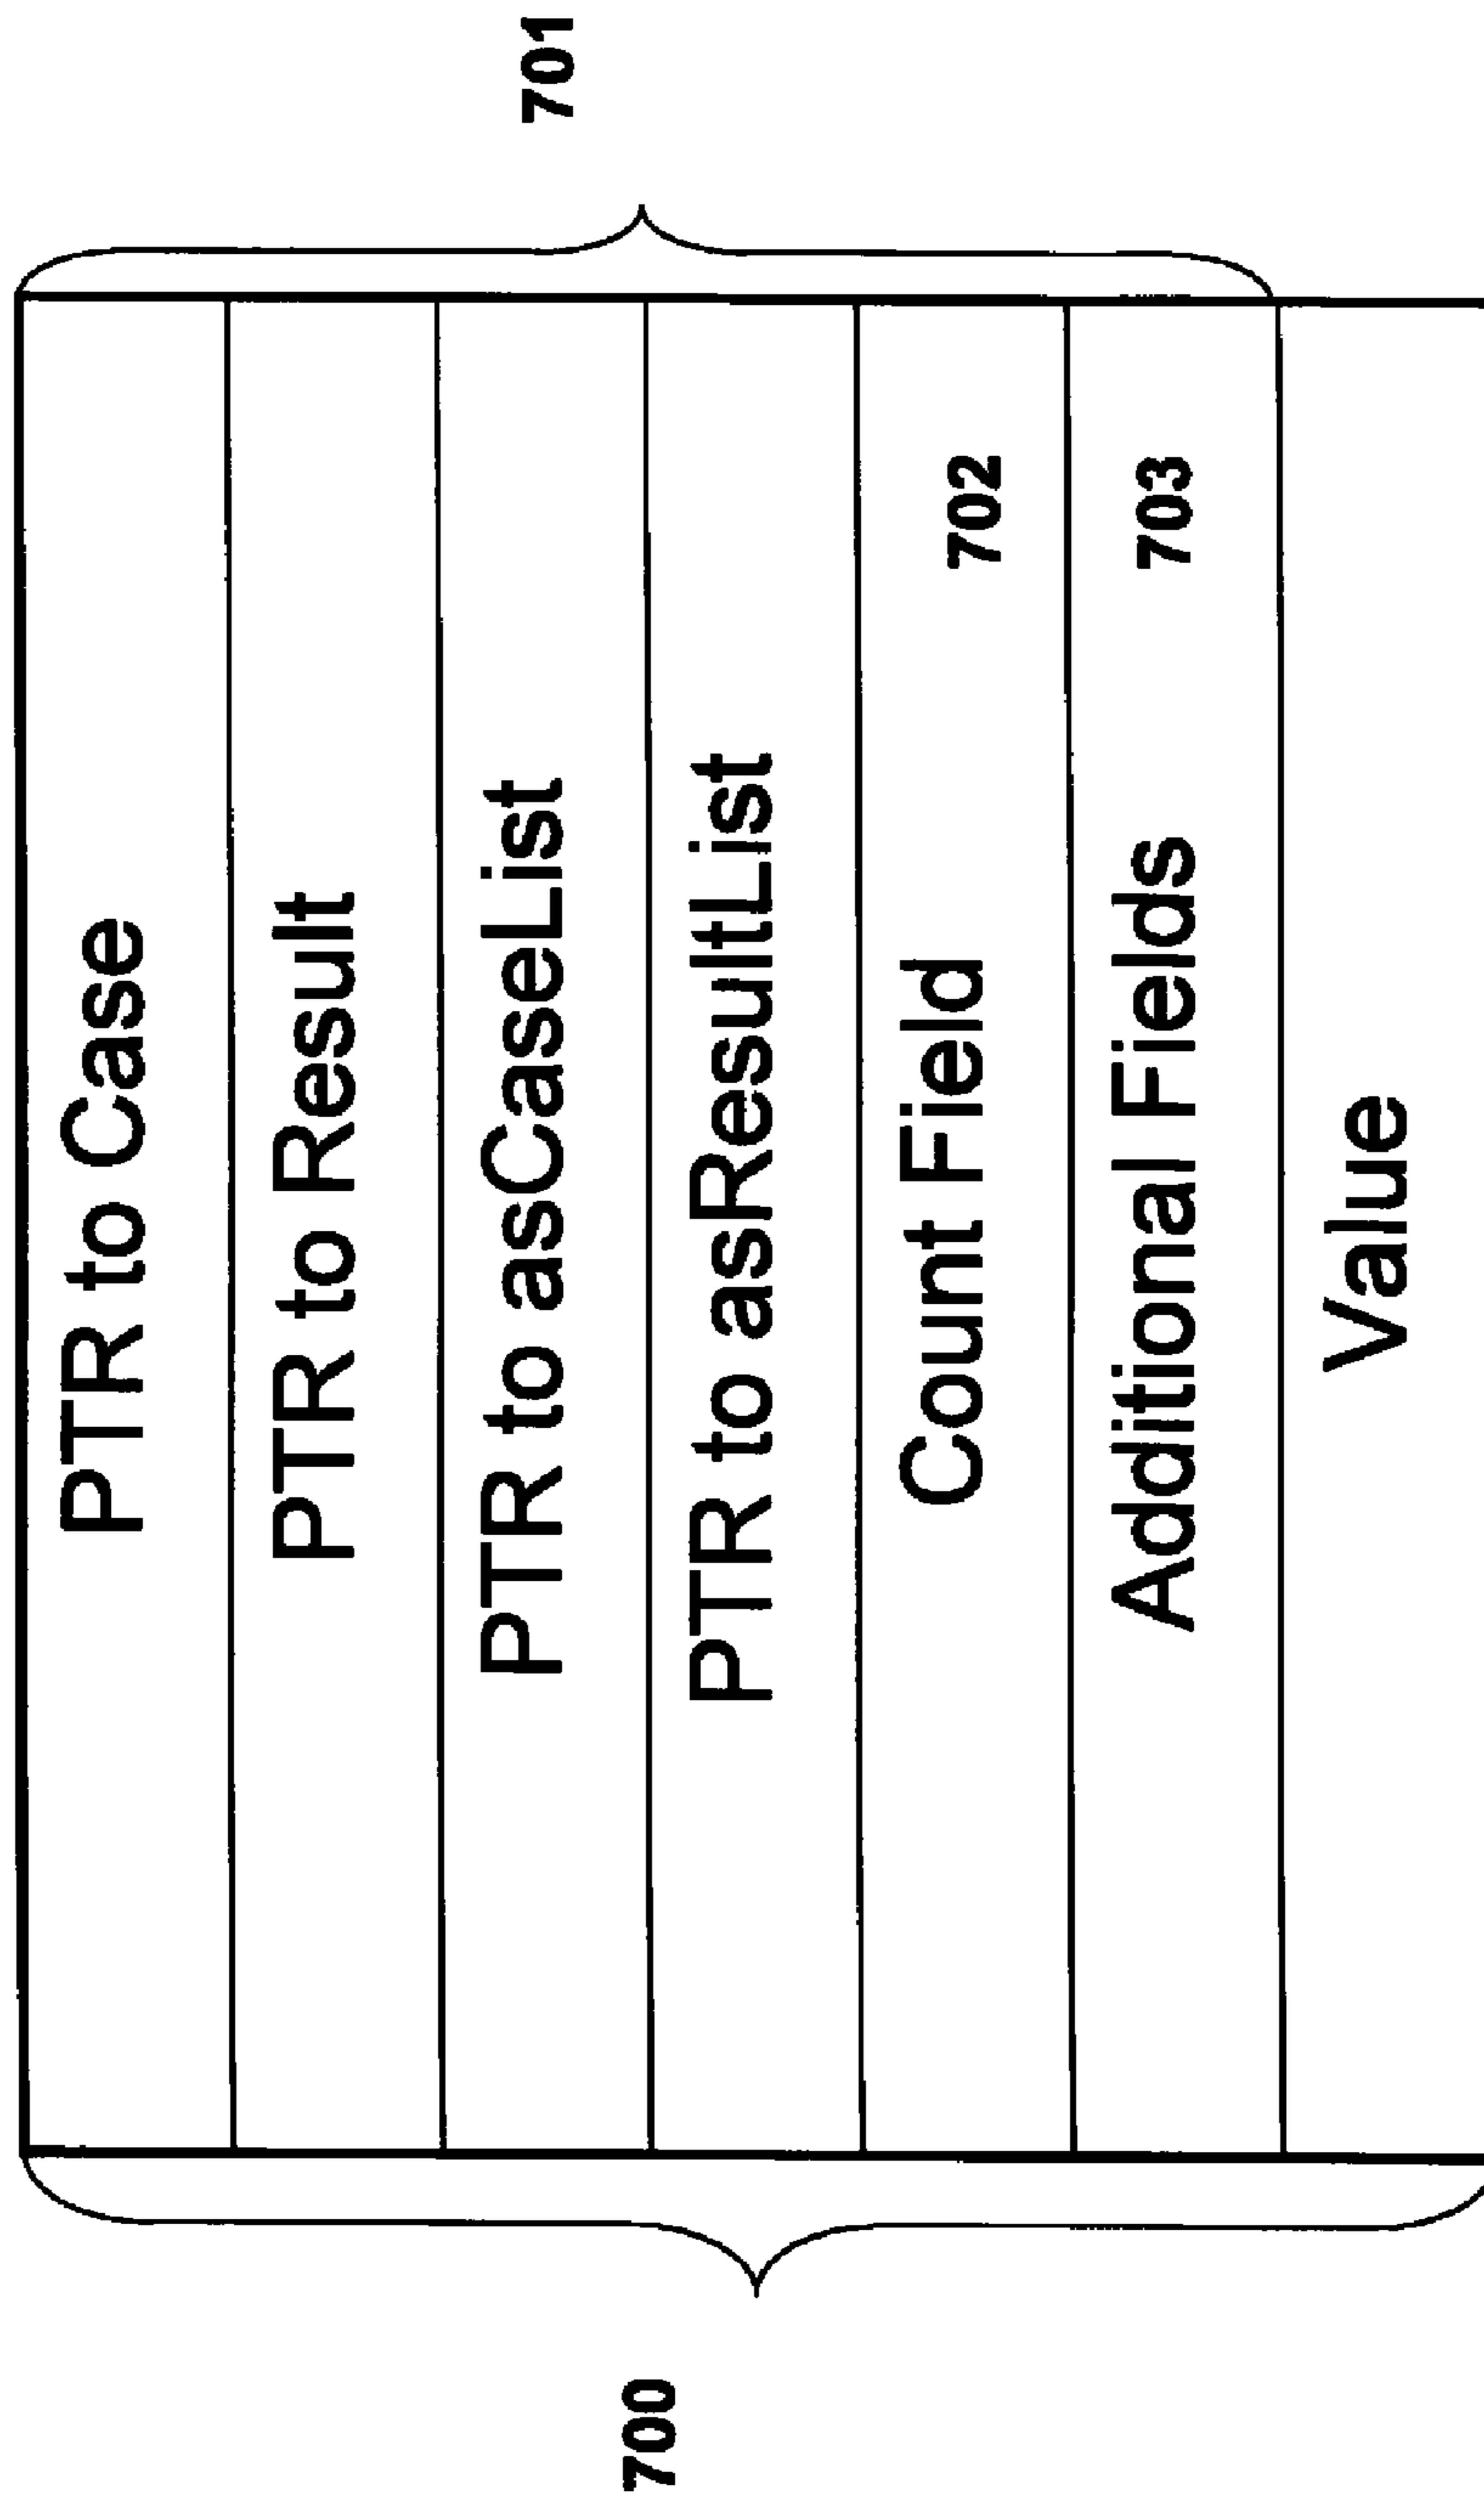 PTR to Case
PTR to Result
PTR to asCaseList
701
PTR to asResultList
700
Count Field 702
Additional Fields 703
Value